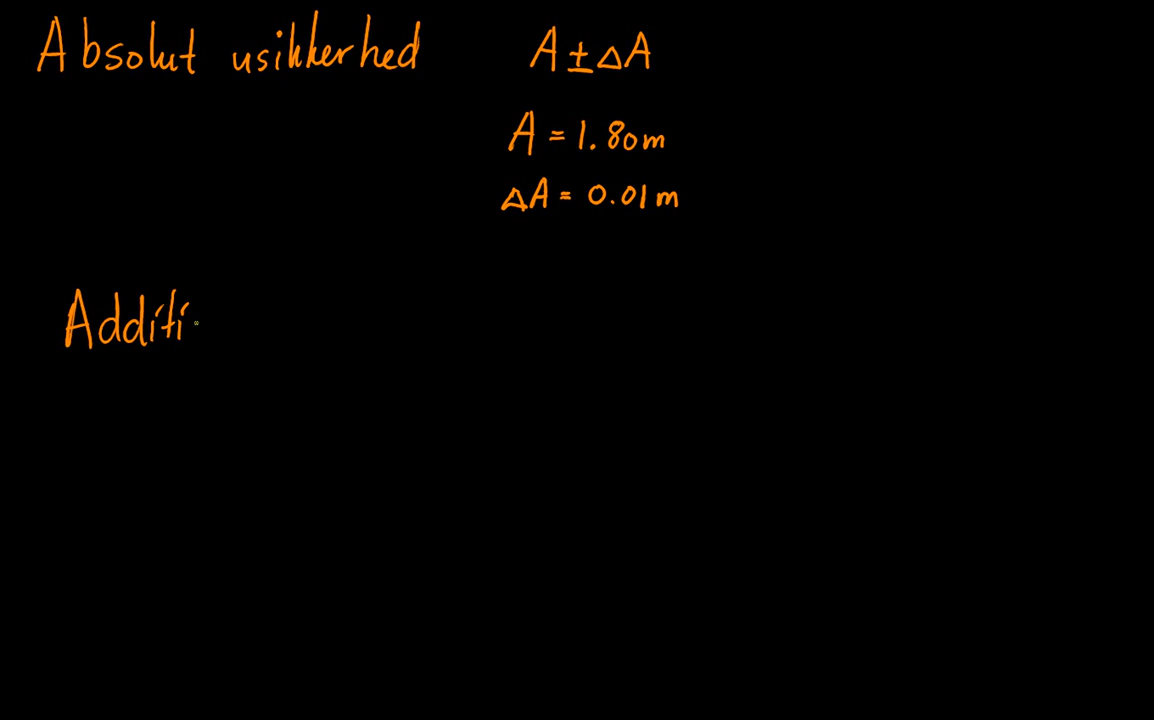 Absolut usikkerhed A ± ΔA
A = 1.80m
ΔA = 0.01m
Additi